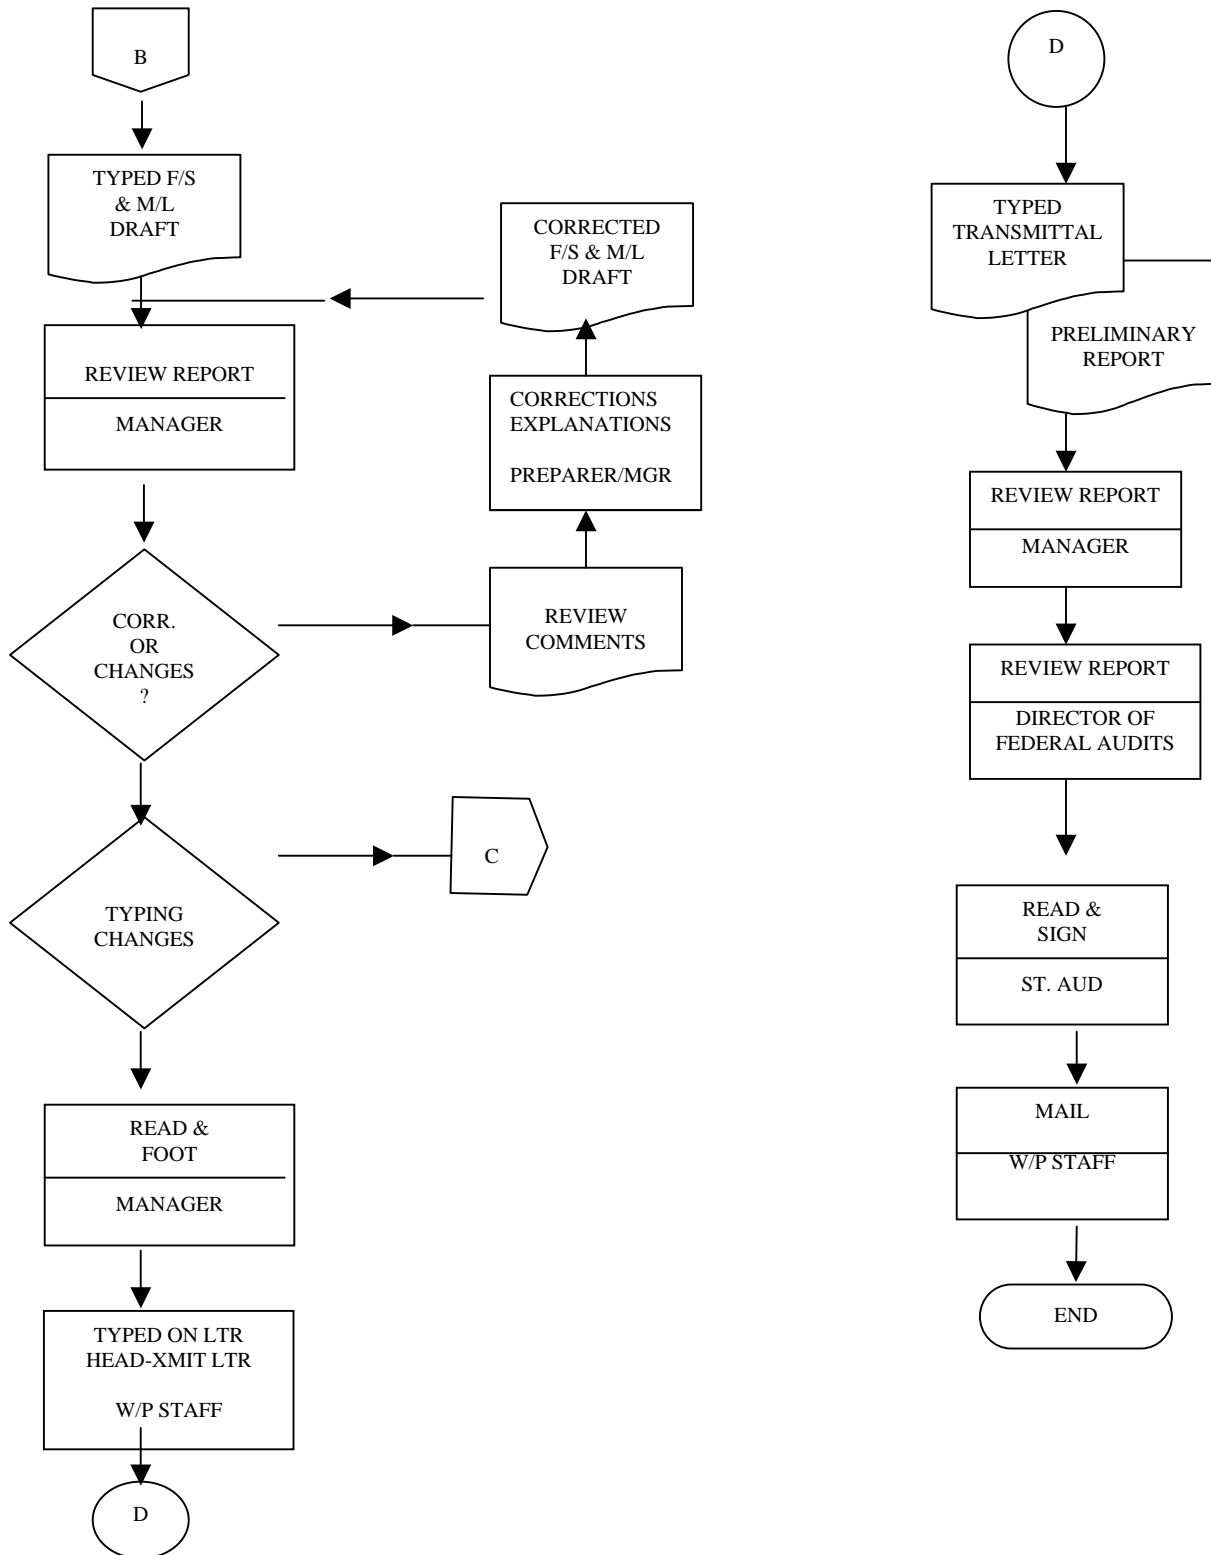 B
TYPED F/S
& M/L
DRAFT
CORRECTED
F/S & M/L
DRAFT
REVIEW REPORT
MANAGER
CORRECTIONS
EXPLANATIONS
PREPARER/MGR
CORR.
OR
CHANGES
?
REVIEW
COMMENTS
TYPING
CHANGES
C
READ &
FOOT
MANAGER
TYPED ON LTR
HEAD-XMIT LTR
W/P STAFF
D
D
TYPED
TRANSMITTAL
LETTER
PRELIMINARY
REPORT
REVIEW REPORT
MANAGER
REVIEW REPORT
DIRECTOR OF
FEDERAL AUDITS
READ &
SIGN
ST. AUD
MAIL
W/P STAFF
END